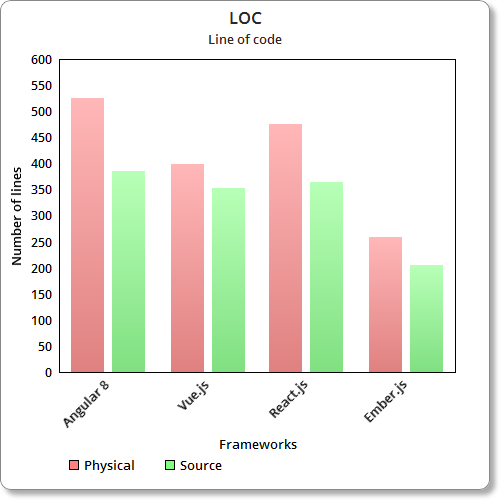 LOC
Line of code
600
550
500
450
400
350
300
250
200
150
100
50
0
Number of lines
Angular 8
Vue.js
React.js
Ember.js
Frameworks
Physical
Source